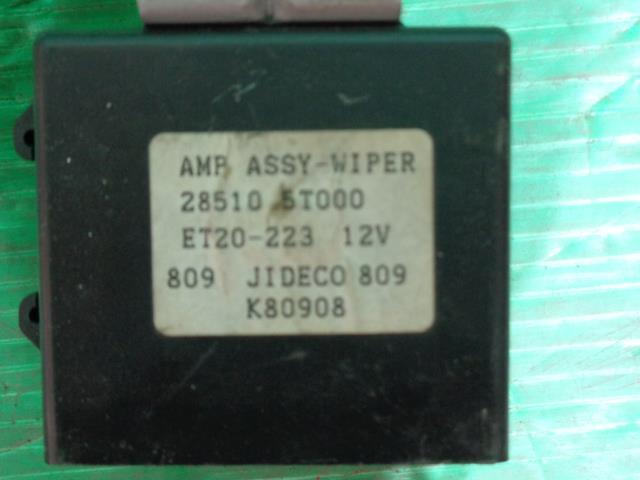 AMP ASSY-WIPER
28510 5T000
ET20-223 12V
809 JIDECO 809
K80908